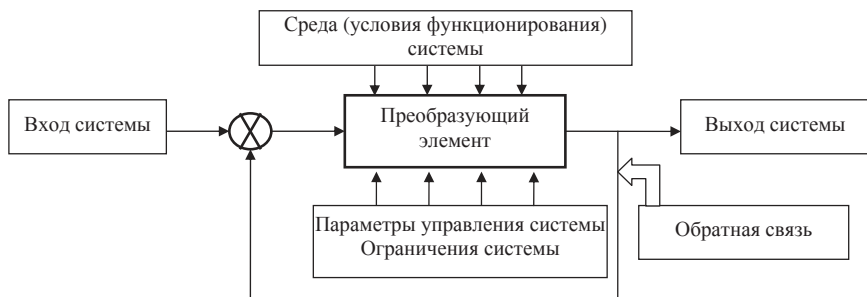 Среда (условия функционирования)
системы
Вход системы
Преобразующий
элемент
Выход системы
Параметры управления системы
Ограничения системы
Обратная связь